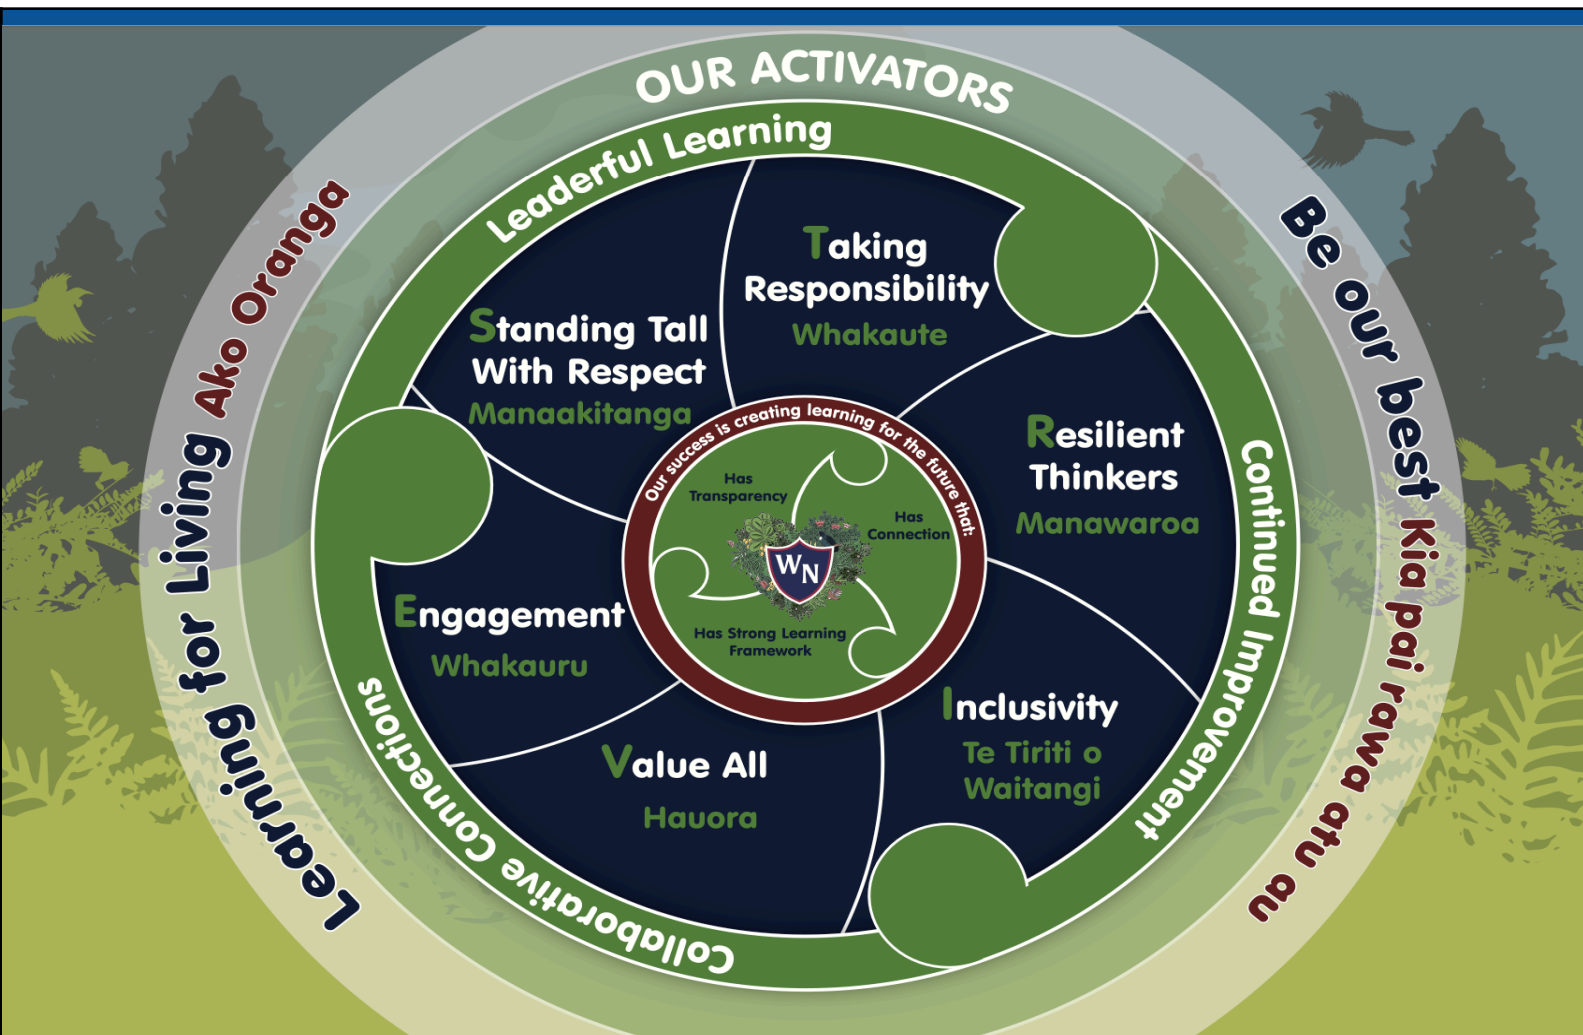 OUR ACTIVATORS
Leaderful Learning
Continued Improvement
Collaborative Connections
Learning for Living Ako Oranga
Be our best Kia pai rawa atu au
Standing Tall
With Respect
Manaakitanga
Taking
Responsibility
Whakaute
Resilient
Thinkers
Manawaroa
Inclusivity
Te Tiriti o
Waitangi
Value All
Hauora
Engagement
Whakauru
Our success is creating learning for the future that:
Has
Transparency
Has
Connection
Has Strong Learning
Framework
WN